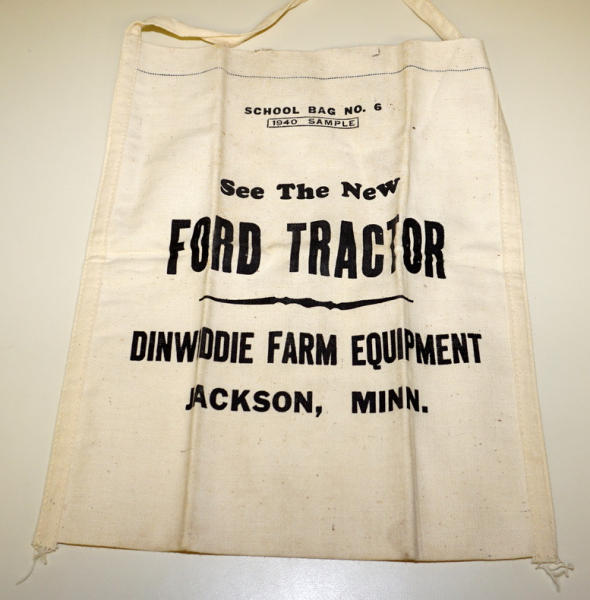 SCHOOL BAG NO. 6
1940 SAMPLE
See The New
FORD TRACTOR
DINWIDDIE FARM EQUIPMENT
JACKSON, MINN.